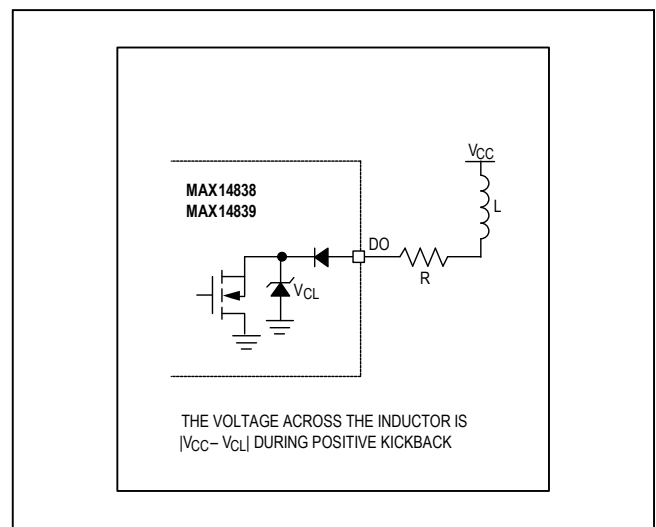 VCC
MAX14838
MAX14839
L
DO
R
VCL
THE VOLTAGE ACROSS THE INDUCTOR IS
|VCC– VCL| DURING POSITIVE KICKBACK